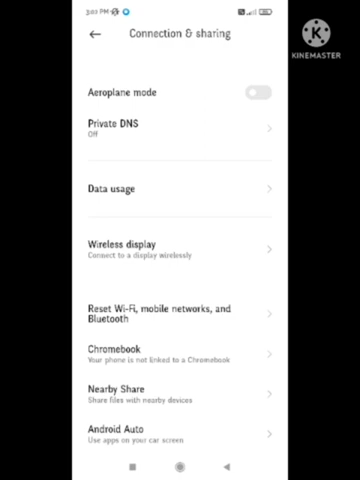 3:02 PM
Connection & sharing
K
KINEMASTER
Aeroplane mode
Private DNS
Off
Data usage
Wireless display
Connect to a display wirelessly
Reset Wi-Fi, mobile networks, and
Bluetooth
Chromebook
Your phone is not linked to a Chromebook
Nearby Share
Share files with nearby devices
Android Auto
Use apps on your car screen